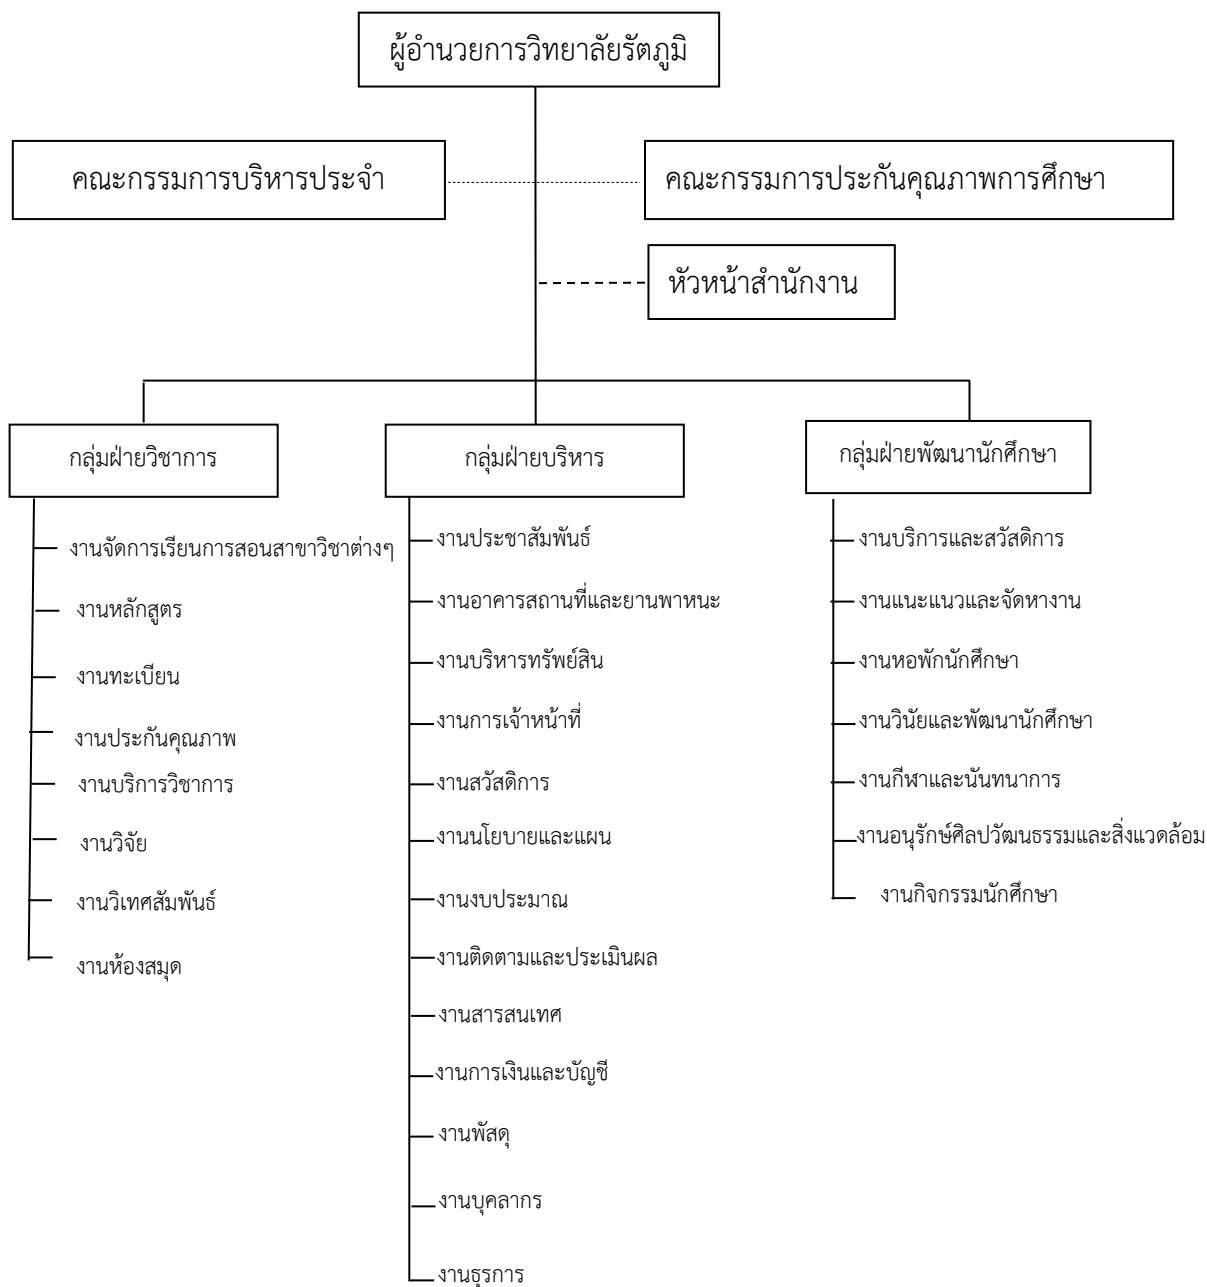 ผู้อำนวยการวิทยาลัยรัตภูมิ
คณะกรรมการบริหารประจำ
คณะกรรมการประกันคุณภาพการศึกษา
หัวหน้าสำนักงาน
กลุ่มฝ่ายวิชาการ
งานจัดการเรียนการสอนสาขาวิชาต่างๆ
งานหลักสูตร
งานทะเบียน
งานประกันคุณภาพ
งานบริการวิชาการ
งานวิจัย
งานวิเทศสัมพันธ์
งานห้องสมุด
กลุ่มฝ่ายบริหาร
งานประชาสัมพันธ์
งานอาคารสถานที่และยานพาหนะ
งานบริหารทรัพย์สิน
งานการเจ้าหน้าที่
งานสวัสดิการ
งานนโยบายและแผน
งานงบประมาณ
งานติดตามและประเมินผล
งานสารสนเทศ
งานการเงินและบัญชี
งานพัสดุ
งานบุคลากร
งานธุรการ
กลุ่มฝ่ายพัฒนานักศึกษา
งานบริการและสวัสดิการ
งานแนะแนวและจัดหางาน
งานหอพักนักศึกษา
งานวินัยและพัฒนานักศึกษา
งานกีฬาและนันทนาการ
งานอนุรักษ์ศิลปวัฒนธรรมและสิ่งแวดล้อม
งานกิจกรรมนักศึกษา